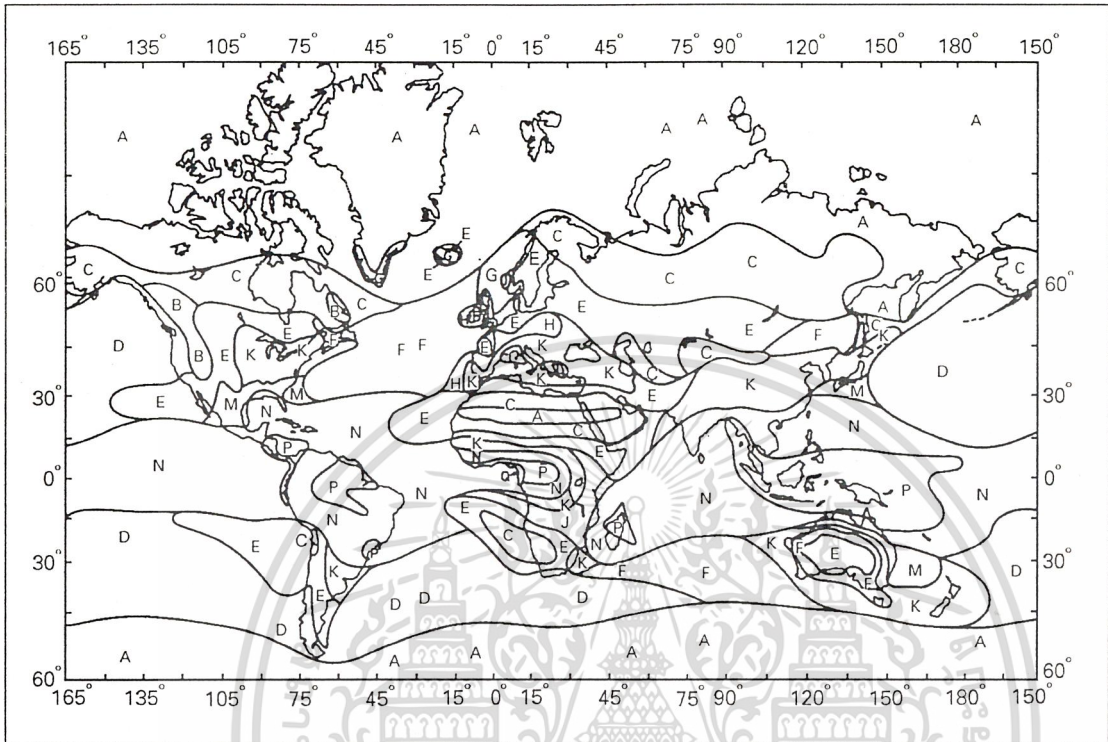 165° 135° 105° 75° 45° 15° 0° 15° 45° 75° 90° 120° 150° 180° 150°
A A A A A A
A
E
C G C
C C C E G G E C C C A C
60° 60°
B B B E H E E F C K
D B E K E K F F F E K C K D
H K K K C E M
30° E M N M E C A C 30°
N N K E N
P N P
0° N P N Q N N P N 0°
E K
N J N P
D E C C E K F E D
30° K P K F F M 30°
E D D D E K
D
A A A A
60° 60°
165° 135° 105° 75° 45° 15° 0° 15° 45° 75° 90° 120° 150° 180° 150°